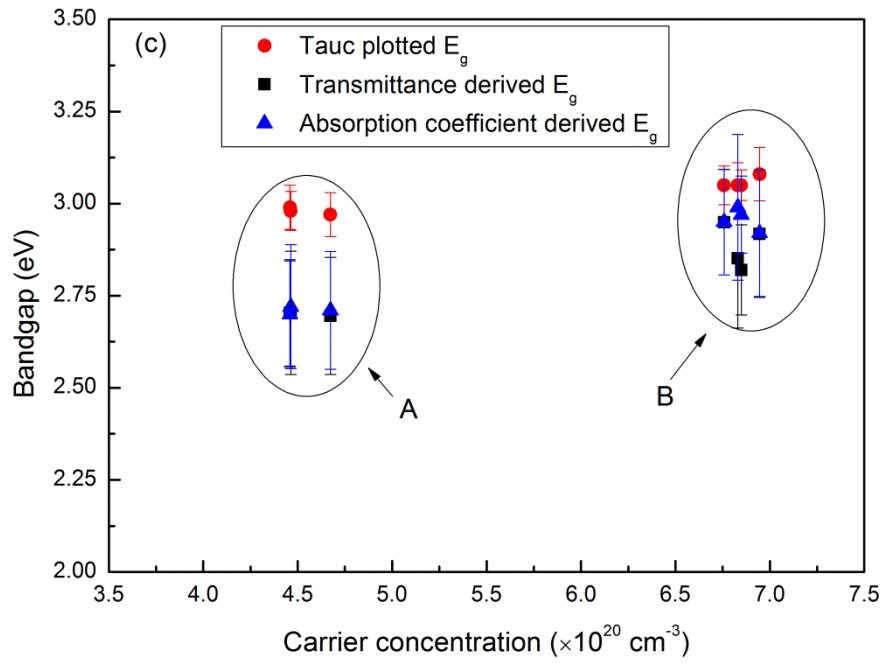 (c)
Tauc plotted E_g
Transmittance derived E_g
Absorption coefficient derived E_g
3.50
3.25
3.00
2.75
2.50
2.25
2.00
Bandgap (eV)
A
B
3.5 4.0 4.5 5.0 5.5 6.0 6.5 7.0 7.5
Carrier concentration (×10²⁰ cm⁻³)